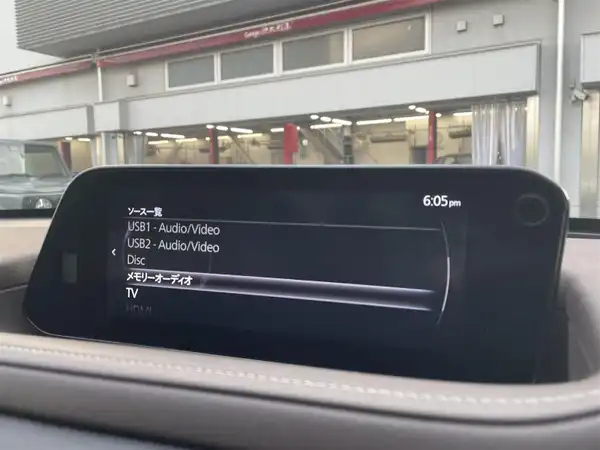 6:05pm
ソース一覧
USB1 - Audio/Video
USB2 - Audio/Video
Disc
メモリーオーディオ
TV
HDMI